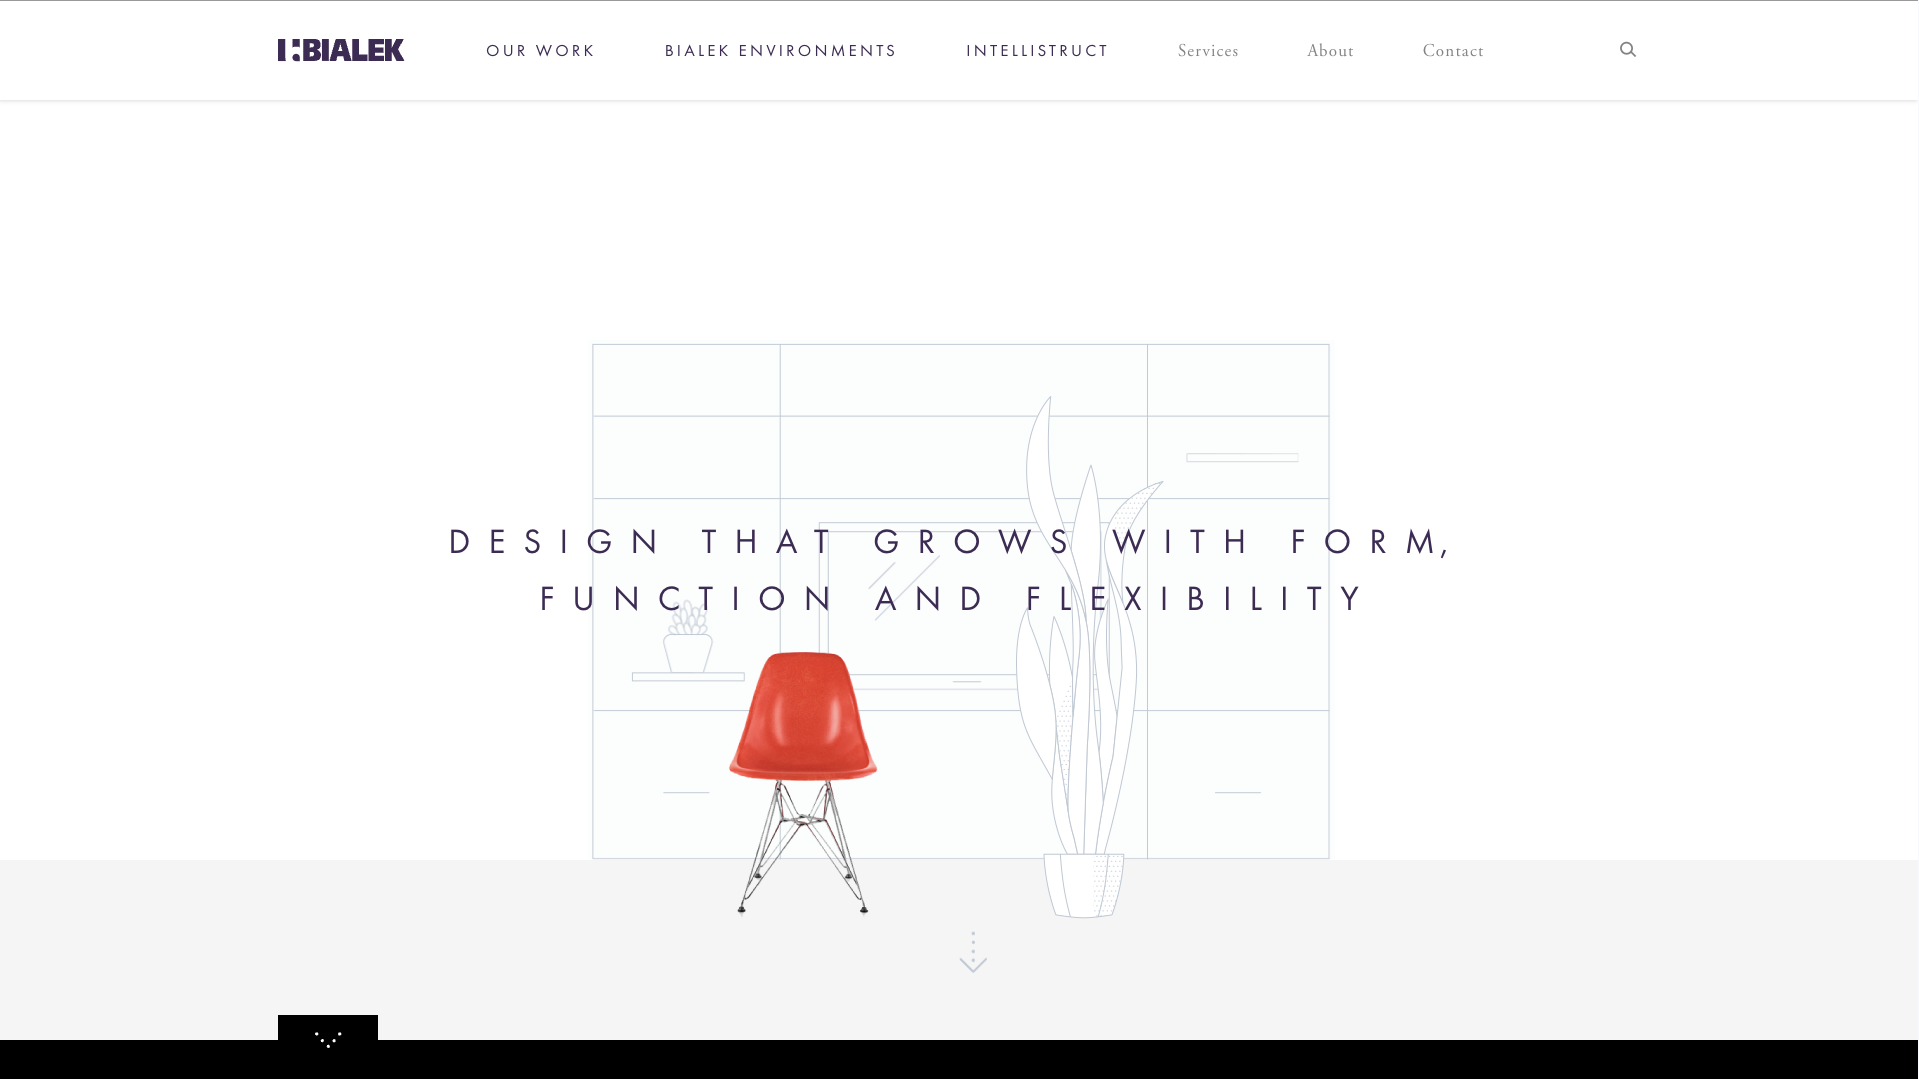 BIALEK
OUR WORK
BIALEK ENVIRONMENTS
INTELLISTRUCT
Services
About
Contact
DESIGN THAT GROWS WITH FORM,
FUNCTION AND FLEXIBILITY